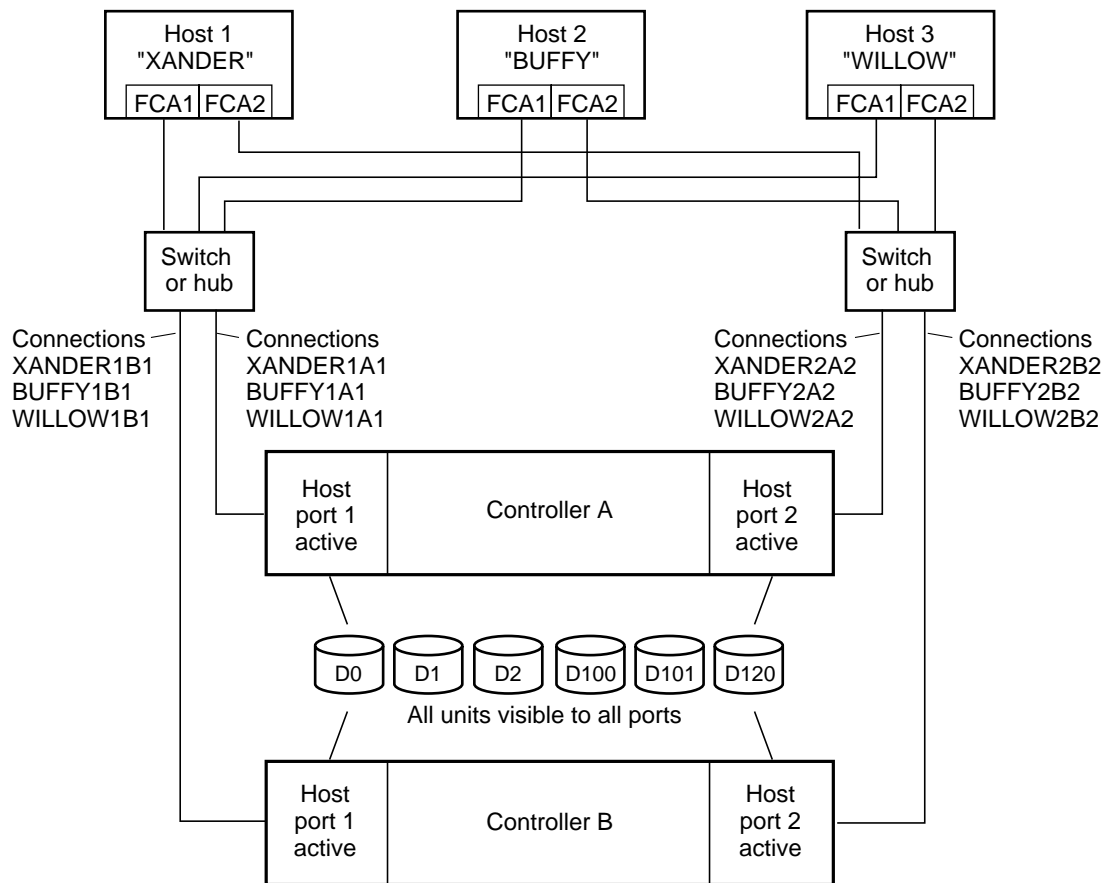 Host 1
"XANDER"
FCA1 FCA2
Host 2
"BUFFY"
FCA1 FCA2
Host 3
"WILLOW"
FCA1 FCA2
Switch
or hub
Switch
or hub
Connections
XANDER1B1
BUFFY1B1
WILLOW1B1
Connections
XANDER1A1
BUFFY1A1
WILLOW1A1
Connections
XANDER2A2
BUFFY2A2
WILLOW2A2
Connections
XANDER2B2
BUFFY2B2
WILLOW2B2
Host
port 1
active
Controller A
Host
port 2
active
D0 D1 D2 D100 D101 D120
All units visible to all ports
Host
port 1
active
Controller B
Host
port 2
active